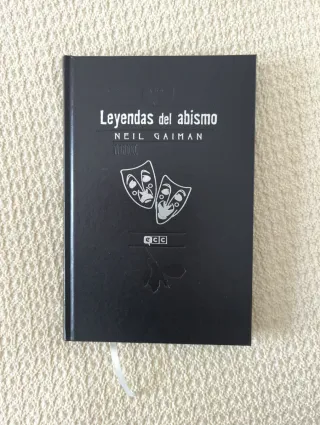 Leyendas del abismo
NEIL GAIMAN
ecc